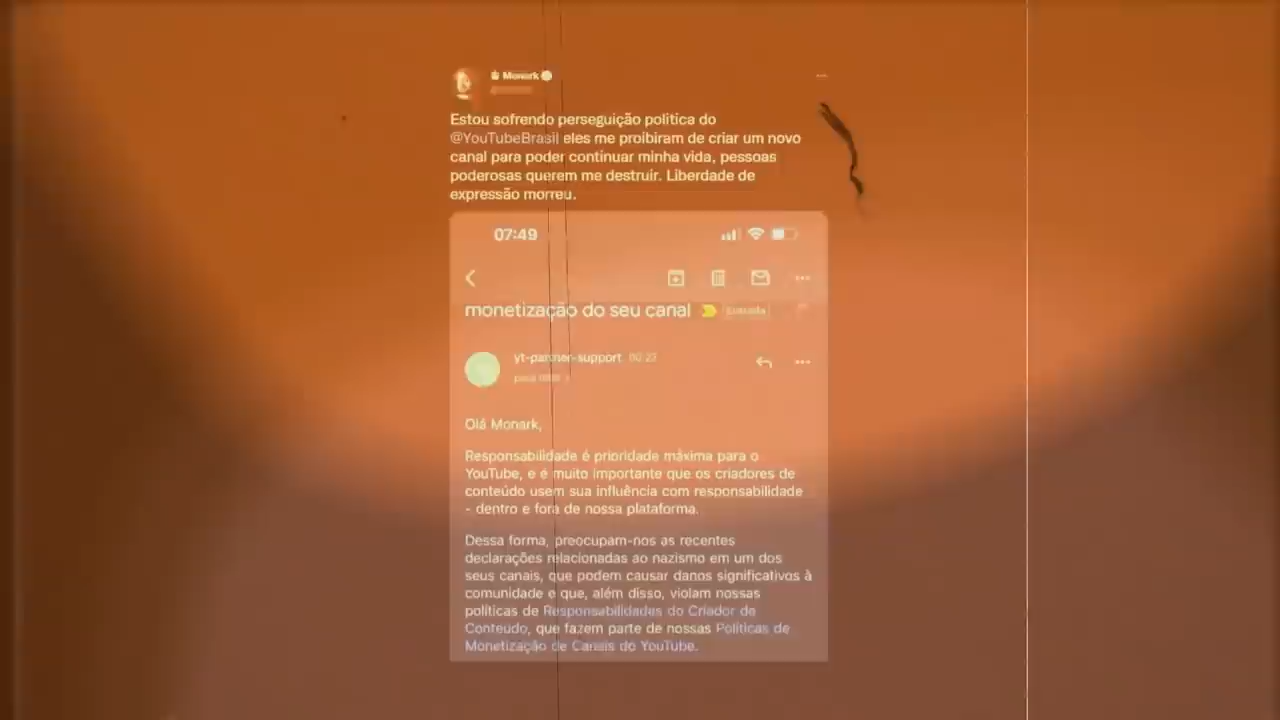 Monark
Estou sofrendo perseguição política do
@YouTubeBrasil eles me proibiram de criar um novo
canal para poder continuar minha vida, pessoas
poderosas querem me destruir. Liberdade de
expressão morreu.
07:49
monetização do seu canal
yt-partner-support 00:22
Olá Monark,
Responsabilidade é prioridade máxima para o
YouTube, e é muito importante que os criadores de
conteúdo usem sua influência com responsabilidade
- dentro e fora de nossa plataforma.
Dessa forma, preocupam-nos as recentes
declarações relacionadas ao nazismo em um dos
seus canais, que podem causar danos significativos à
comunidade e que, além disso, violam nossas
políticas de Responsabilidades do Criador de
Conteúdo, que fazem parte de nossas Políticas de
Monetização de Canais do YouTube.